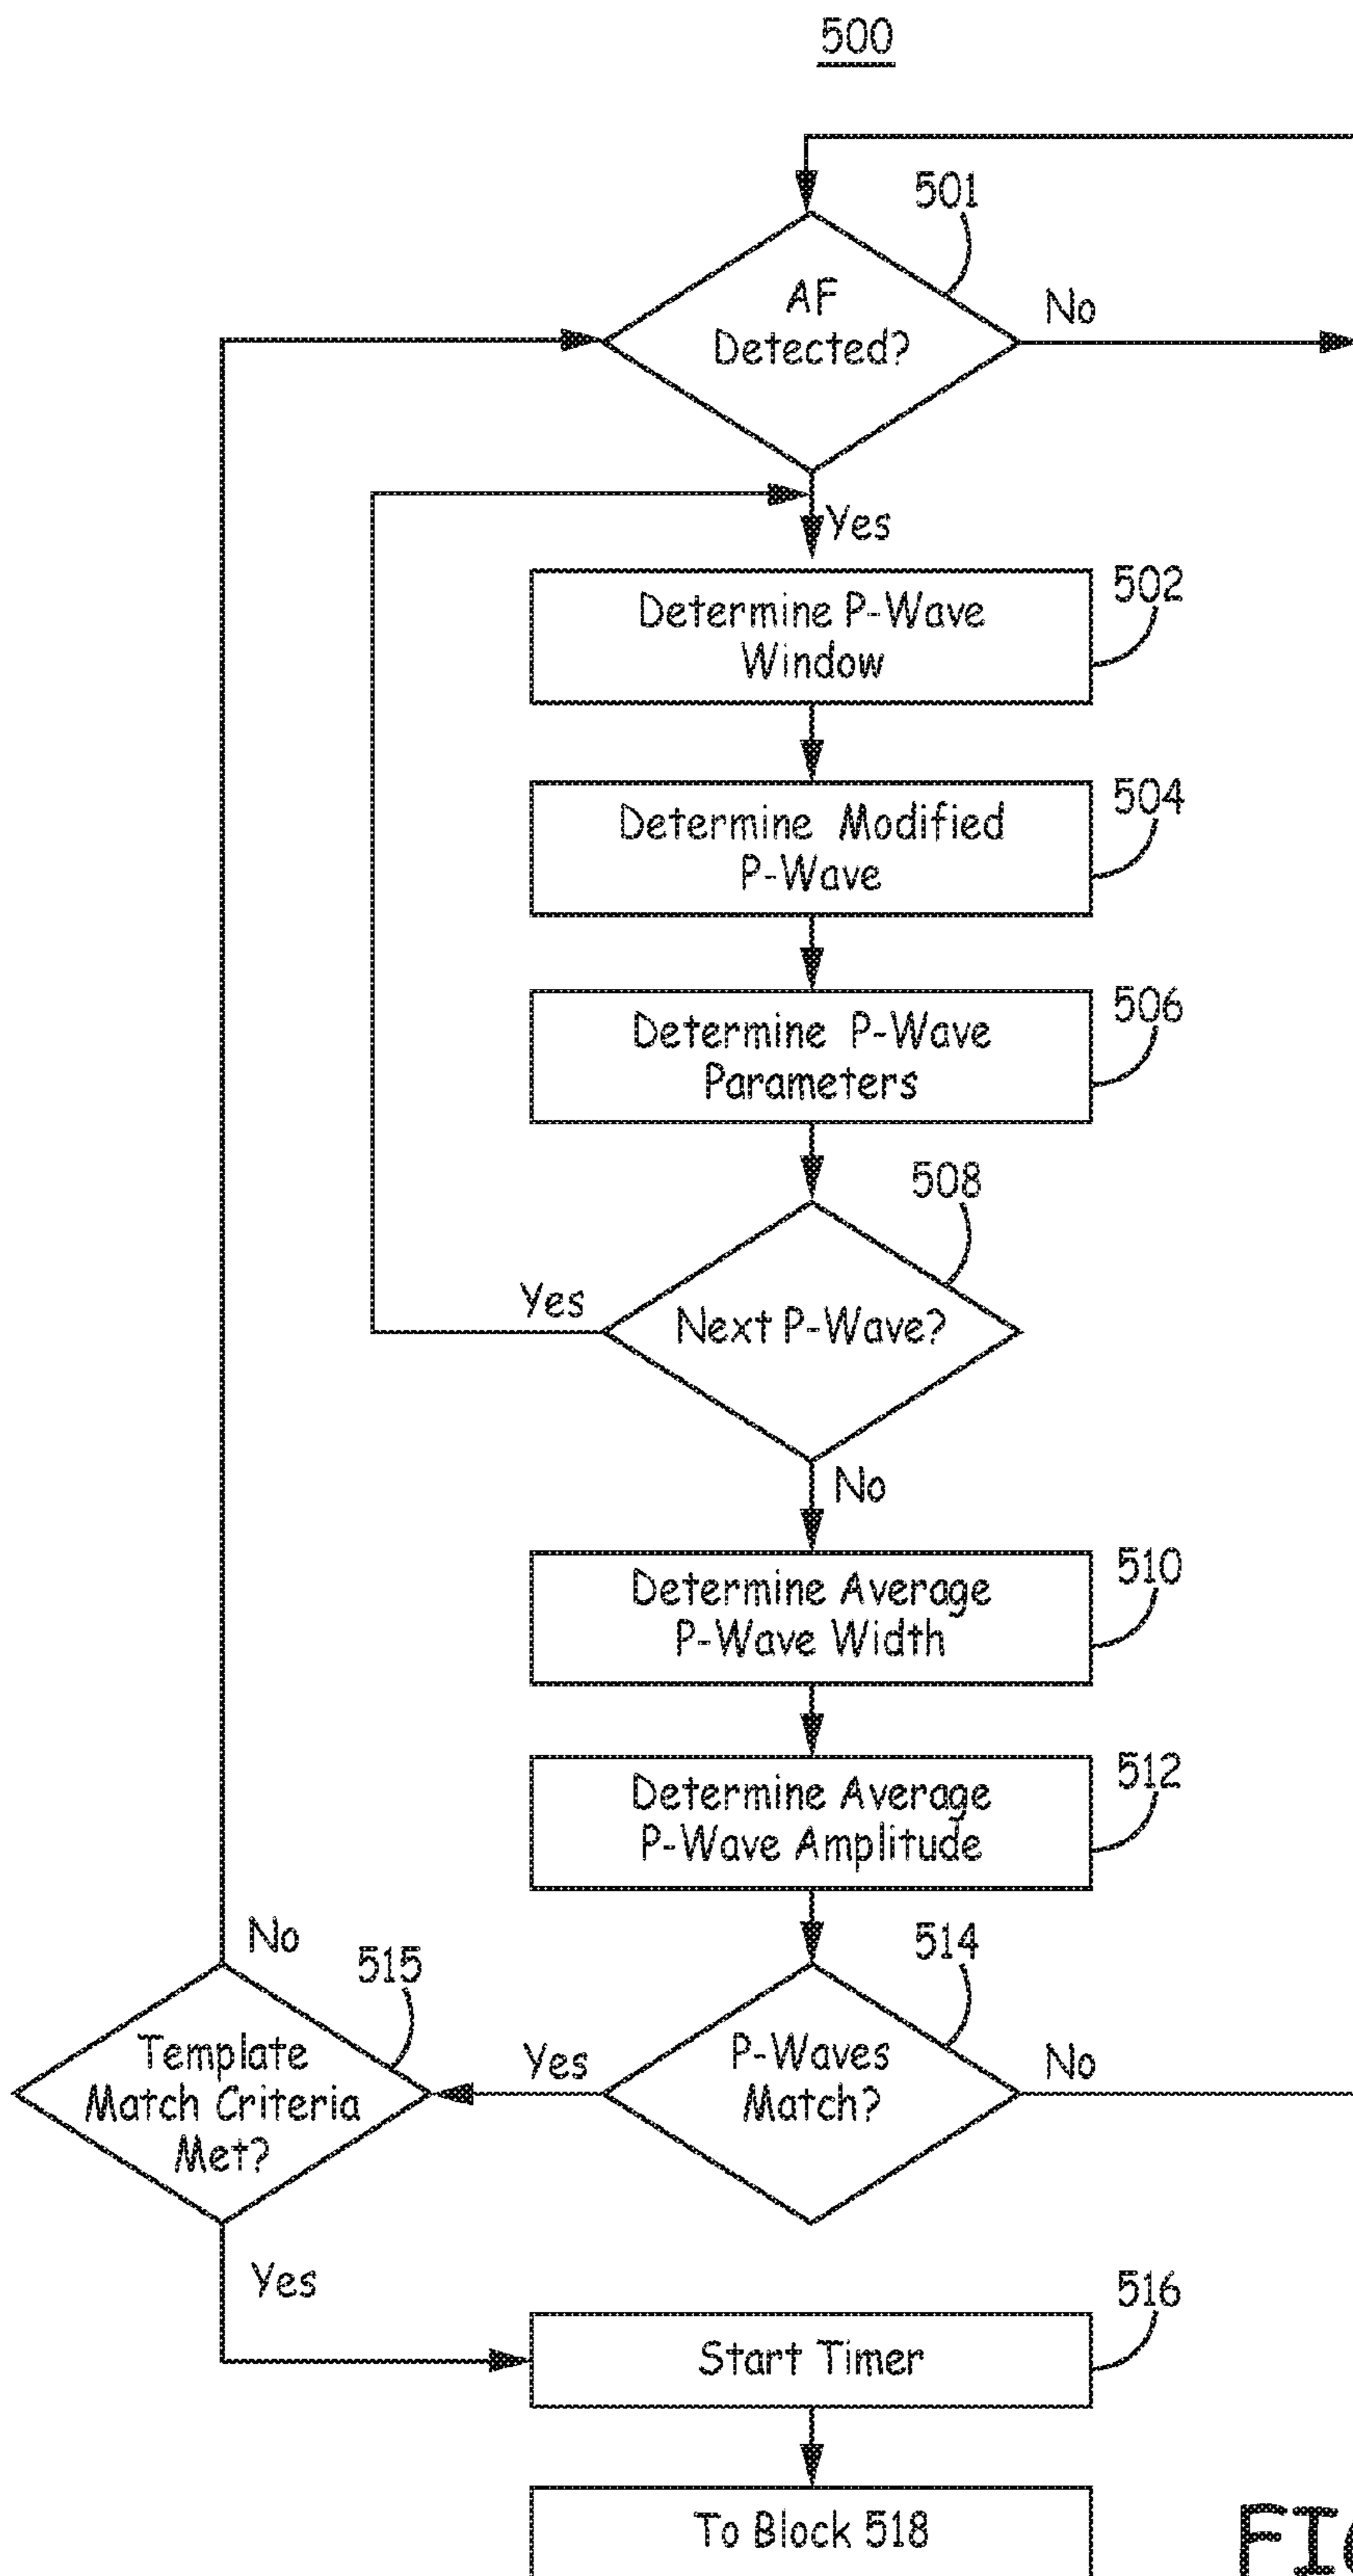 500
501
AF
Detected?
No
Yes
Determine P-Wave
Window
502
Determine Modified
P-Wave
504
Determine P-Wave
Parameters
506
508
Next P-Wave?
Yes
No
Determine Average
P-Wave Width
510
Determine Average
P-Wave Amplitude
512
514
P-Waves
Match?
Yes
No
515
Template
Match Criteria
Met?
No
Yes
Start Timer
516
To Block 518